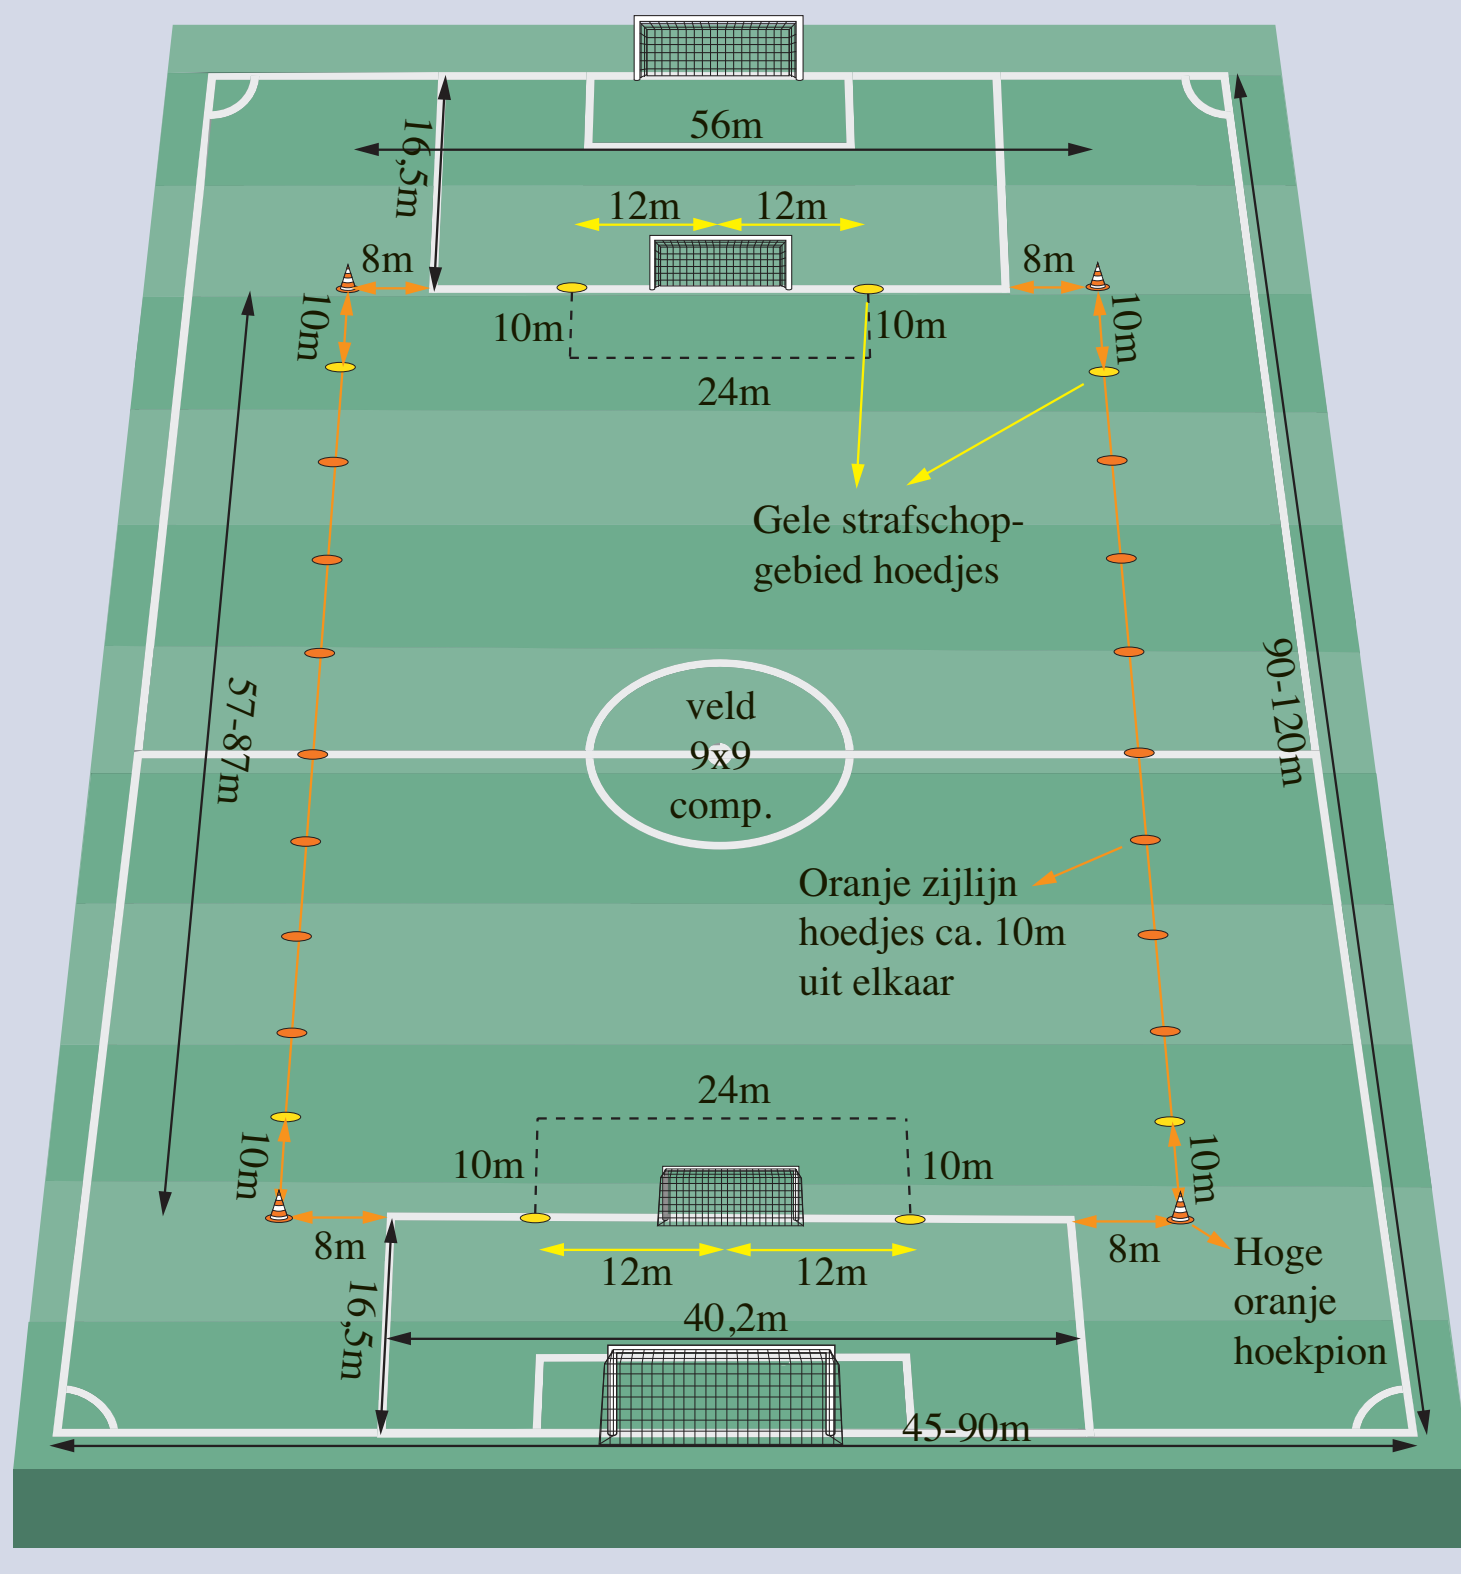 56m
16,5m
12m
12m
8m
8m
10m
10m
10m
10m
24m
Gele strafschop-
gebied hoedjes
57-87m
90-120m
veld
9x9
comp.
Oranje zijlijn
hoedjes ca. 10m
uit elkaar
24m
10m
10m
10m
10m
8m
8m
12m
12m
Hoge
oranje
hoekpion
16,5m
40,2m
45-90m